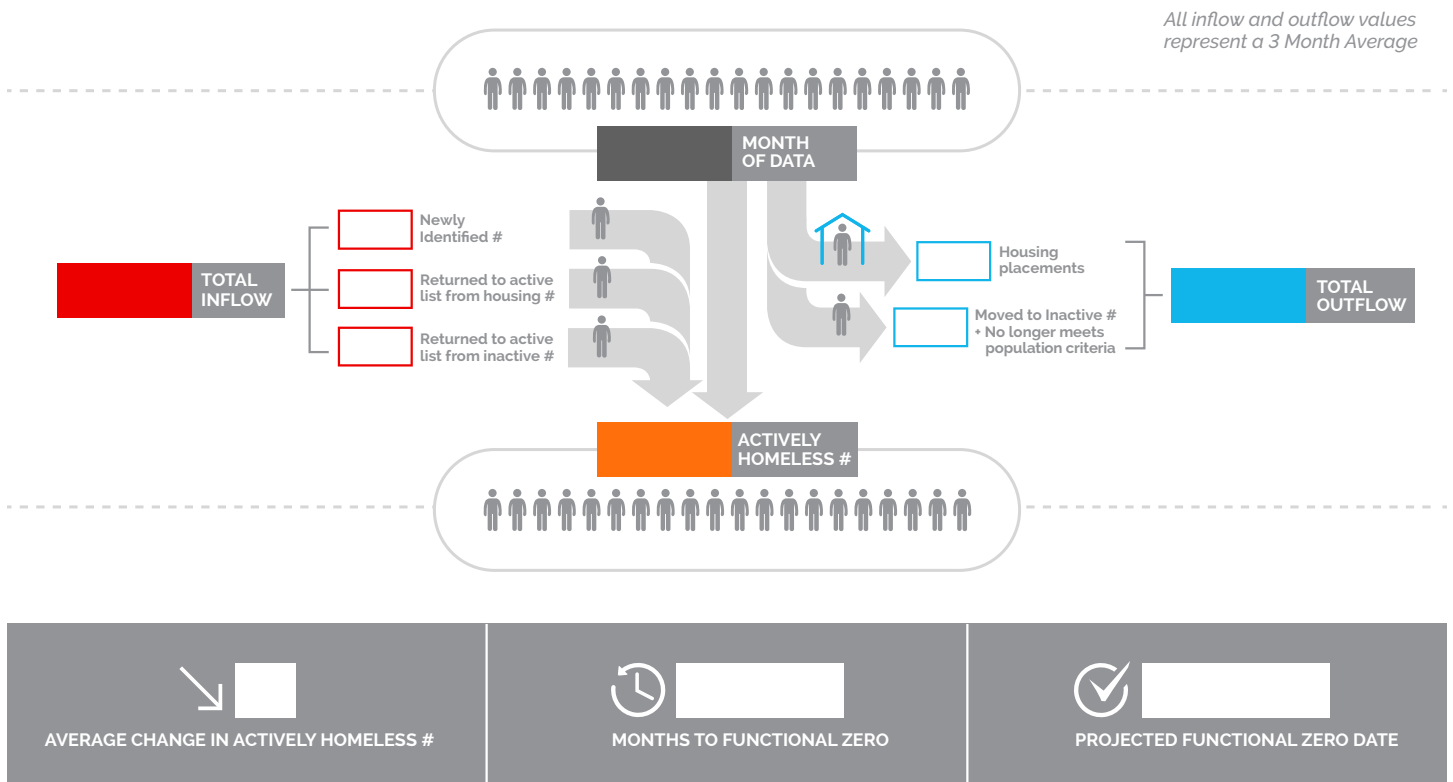 All inflow and outflow values
represent a 3 Month Average
MONTH
OF DATA
Newly
Identified #
Returned to active
list from housing #
Returned to active
list from inactive #
TOTAL
INFLOW
Housing
placements
Moved to Inactive #
+ No longer meets
population criteria
TOTAL
OUTFLOW
ACTIVELY
HOMELESS #
AVERAGE CHANGE IN ACTIVELY HOMELESS #
MONTHS TO FUNCTIONAL ZERO
PROJECTED FUNCTIONAL ZERO DATE